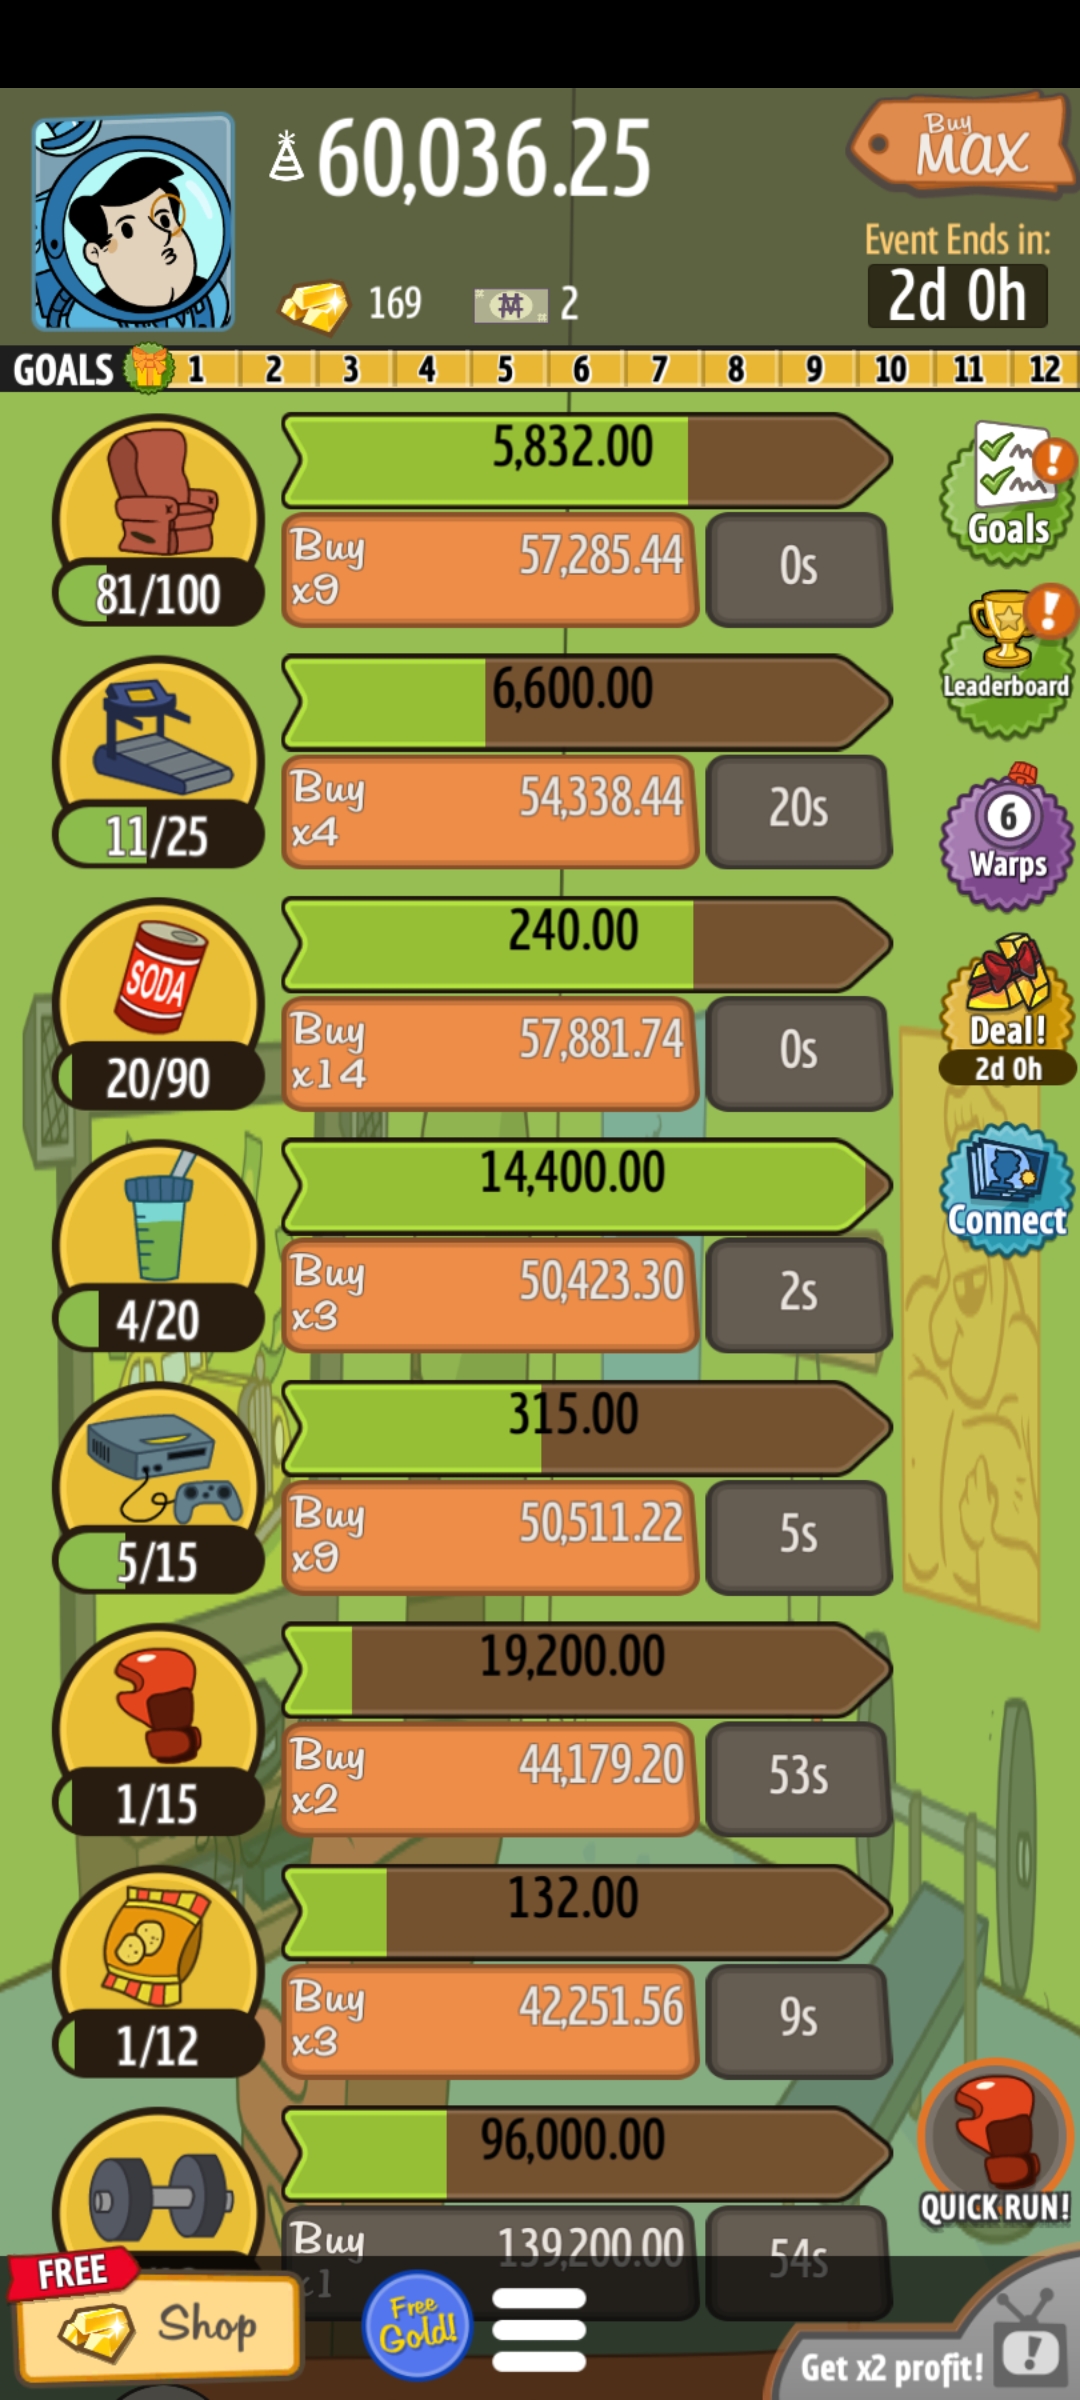 60,036.25
Buy
MAX
169
2
Event Ends in:
2d 0h
GOALS 1 2 3 4 5 6 7 8 9 10 11 12
5,832.00
Buy
x9
57,285.44
0s
81/100
Goals
6,600.00
Buy
x4
54,338.44
20s
11/25
Leaderboard
6
Warps
240.00
SODA
Buy
x14
57,881.74
0s
20/90
Deal!
2d 0h
14,400.00
Buy
x3
50,423.30
2s
4/20
Connect
315.00
Buy
x9
50,511.22
5s
5/15
19,200.00
Buy
x2
44,179.20
53s
1/15
132.00
Buy
x3
42,251.56
9s
1/12
96,000.00
QUICK RUN!
Buy
x1
139,200.00
54s
FREE
Shop
Free
Gold!
Get x2 profit!